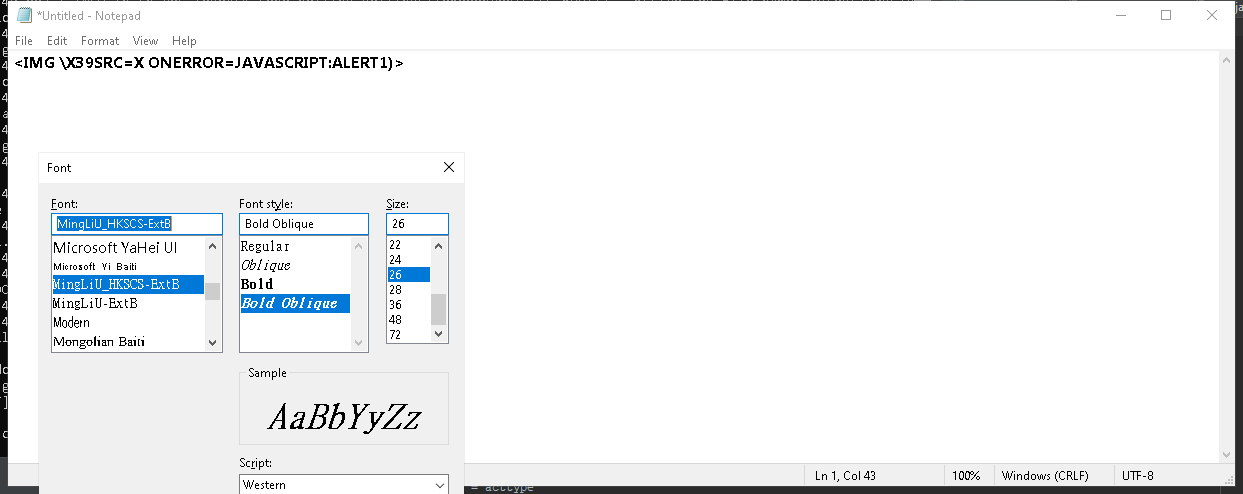 *Untitled - Notepad
File Edit Format View Help
<IMG \X39SRC=X ONERROR=JAVASCRIPT:ALERT1)>
Font
Font: Font style: Size:
MingLiU_HKSCS-ExtB Bold Oblique 26
Microsoft YaHei UI Regular 22
Microsoft Yi Baiti Oblique 24
MingLiU_HKSCS-ExtB Bold 26
MingLiU-ExtB Bold Oblique 28
Modern 36
Mongolian Baiti 48
72
Sample
AaBbYyZz
Script:
Western
Ln 1, Col 43 100% Windows (CRLF) UTF-8
= acctype